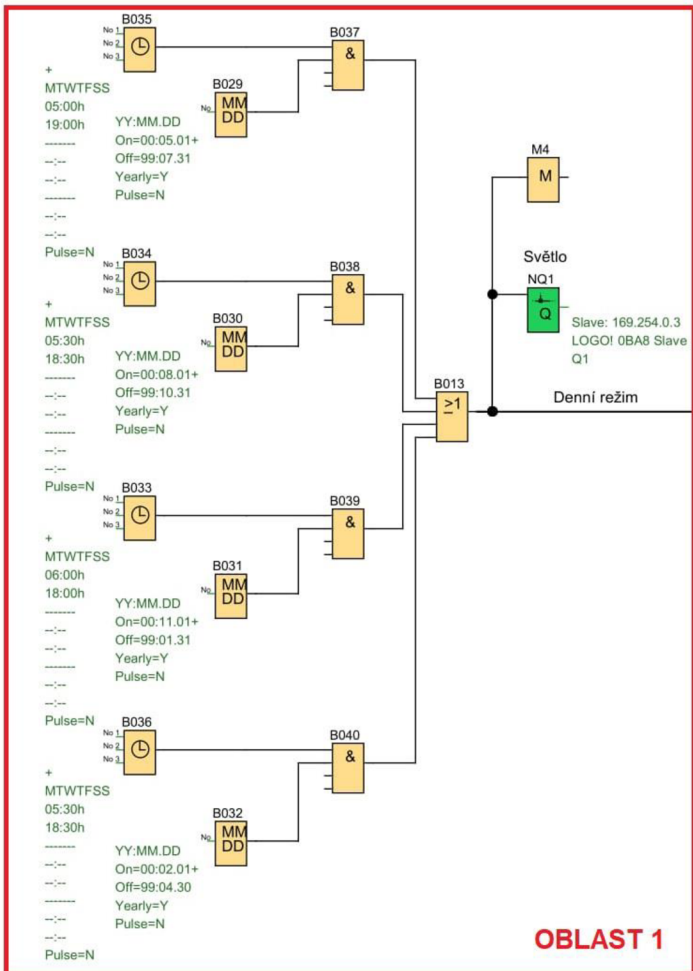 B035
No 1
No 2
No 3
+
MTWTFSS
05:00h
19:00h
-------
--:--
--:--
-------
--:--
--:--
Pulse=N
B029
No
MM
DD
YY:MM.DD
On=00:05.01+
Off=99:07.31
Yearly=Y
Pulse=N
B037
&
B034
No 1
No 2
No 3
+
MTWTFSS
05:30h
18:30h
-------
--:--
--:--
-------
--:--
--:--
Pulse=N
B030
No
MM
DD
YY:MM.DD
On=00:08.01+
Off=99:10.31
Yearly=Y
Pulse=N
B038
&
B033
No 1
No 2
No 3
+
MTWTFSS
06:00h
18:00h
-------
--:--
--:--
-------
--:--
--:--
Pulse=N
B031
No
MM
DD
YY:MM.DD
On=00:11.01+
Off=99:01.31
Yearly=Y
Pulse=N
B039
&
B036
No 1
No 2
No 3
+
MTWTFSS
05:30h
18:30h
-------
--:--
--:--
-------
--:--
--:--
Pulse=N
B032
No
MM
DD
YY:MM.DD
On=00:02.01+
Off=99:04.30
Yearly=Y
Pulse=N
B040
&
B013
≥1
M4
M
Světlo
NQ1
Q
Slave: 169.254.0.3
LOGO! 0BA8 Slave
Q1
Denní režim
OBLAST 1